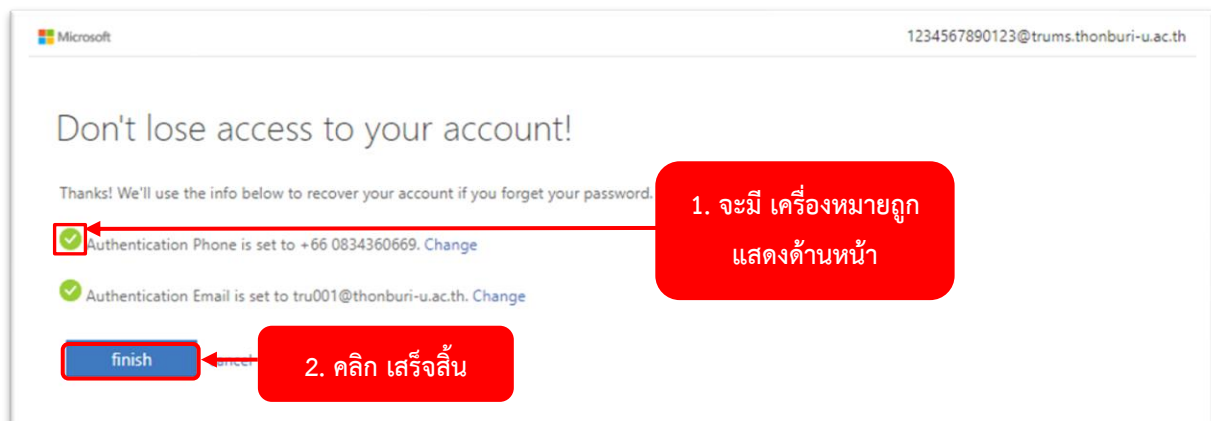 Microsoft
1234567890123@trums.thonburi-u.ac.th
Don't lose access to your account!
Thanks! We'll use the info below to recover your account if you forget your password.
1. จะมี เครื่องหมายถูก
แสดงด้านหน้า
Authentication Phone is set to +66 0834360669. Change
Authentication Email is set to tru001@thonburi-u.ac.th. Change
finish
2. คลิก เสร็จสิ้น